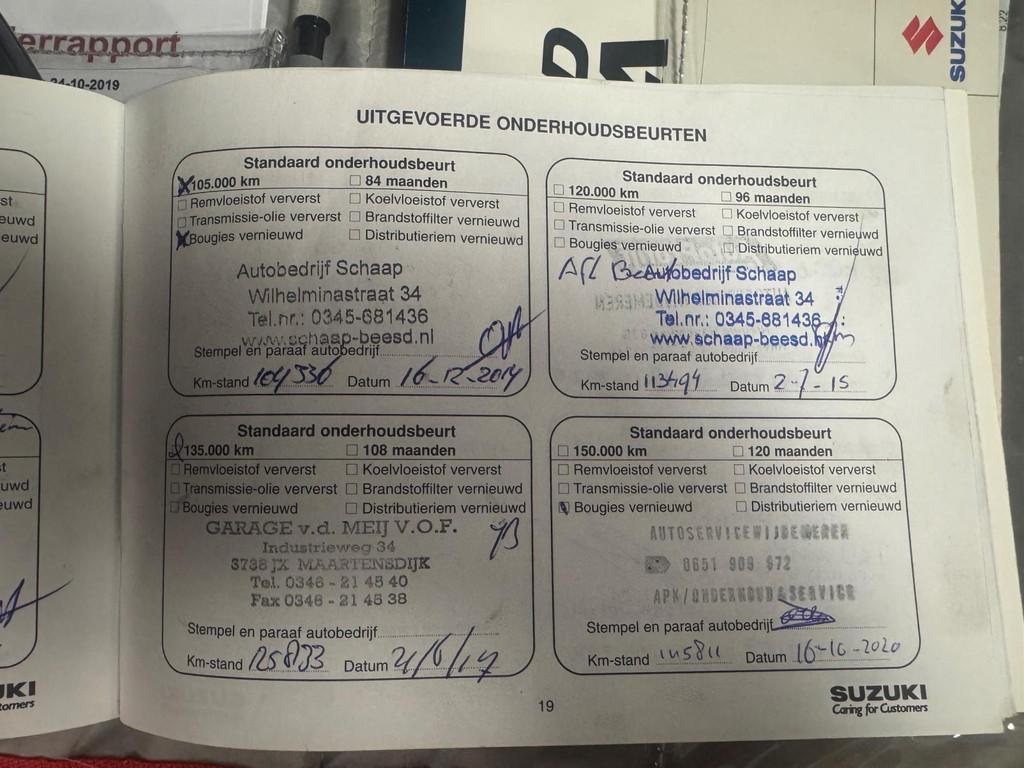 errapport
24-10-2019
SUZUKI
8:22
UITGEVOERDE ONDERHOUDSBEURTEN
Standaard onderhoudsbeurt
105.000 km 84 maanden
Remvloeistof ververst Koelvloeistof ververst
Transmissie-olie ververst Brandstoffilter vernieuwd
Bougies vernieuwd Distributieriem vernieuwd
Autobedrijf Schaap
Wilhelminastraat 34
Tel.nr.: 0345-681436
www.schaap-beesd.nl
Stempel en paraaf autobedrijf
Km-stand 104336 Datum 16-12-2014
Standaard onderhoudsbeurt
120.000 km 96 maanden
Remvloeistof ververst Koelvloeistof ververst
Transmissie-olie ververst Brandstoffilter vernieuwd
Bougies vernieuwd Distributieriem vernieuwd
Afl Beurt
Autobedrijf Schaap
Wilhelminastraat 34
Tel.nr.: 0345-681436
www.schaap-beesd.nl
Stempel en paraaf autobedrijf
Km-stand 113494 Datum 2-7-15
Standaard onderhoudsbeurt
135.000 km 108 maanden
Remvloeistof ververst Koelvloeistof ververst
Transmissie-olie ververst Brandstoffilter vernieuwd
Bougies vernieuwd Distributieriem vernieuwd
GARAGE v.d. MEIJ V.O.F.
Industrieweg 34
3738 JX MAARTENSDIJK
Tel. 0346 - 21 45 40
Fax 0346 - 21 45 38
Stempel en paraaf autobedrijf
Km-stand 125833 Datum 21/6/17
Standaard onderhoudsbeurt
150.000 km 120 maanden
Remvloeistof ververst Koelvloeistof ververst
Transmissie-olie ververst Brandstoffilter vernieuwd
Bougies vernieuwd Distributieriem vernieuwd
AUTOSERVICEWIJDEMEREN
0651 909 672
APK/ONDERHOUD&SERVICE
Stempel en paraaf autobedrijf
Km-stand 145811 Datum 16-10-2020
19
SUZUKI
Caring for Customers